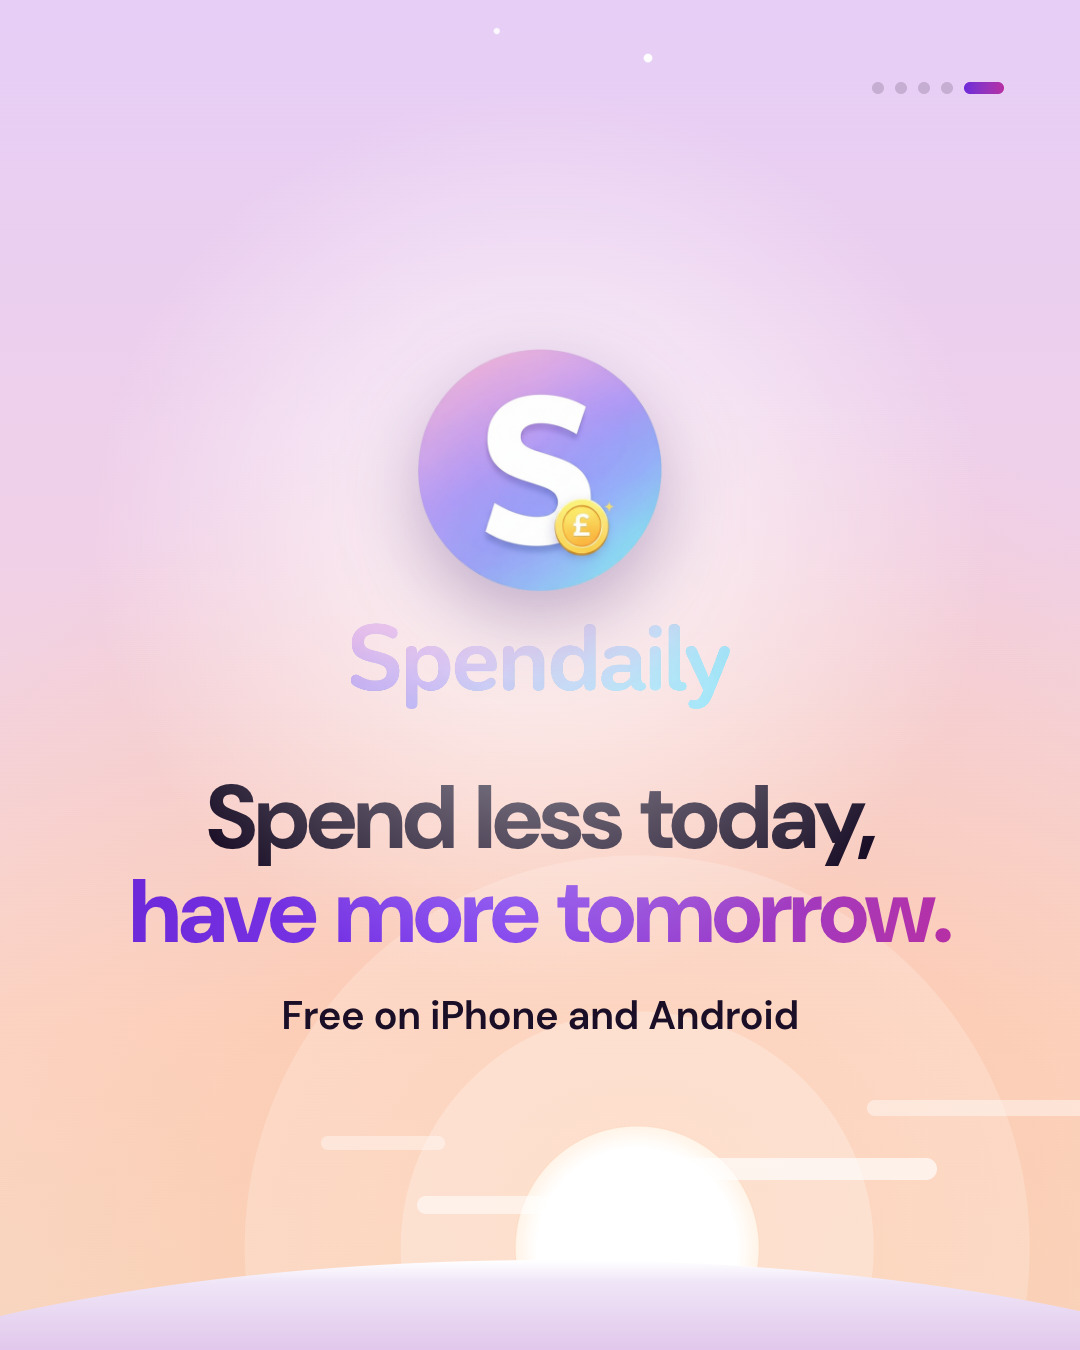 S
£
Spendaily
Spend less today,
have more tomorrow.
Free on iPhone and Android